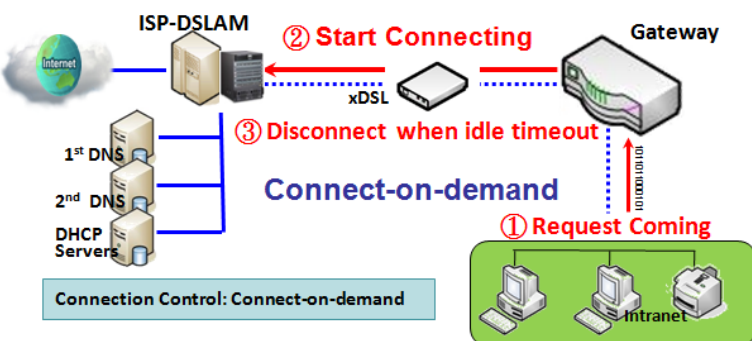 ISP-DSLAM
② Start Connecting
Gateway
Internet
xDSL
③ Disconnect when idle timeout
1st DNS
2nd DNS
DHCP
Servers
Connect-on-demand
101101000101
① Request Coming
Intranet
Connection Control: Connect-on-demand